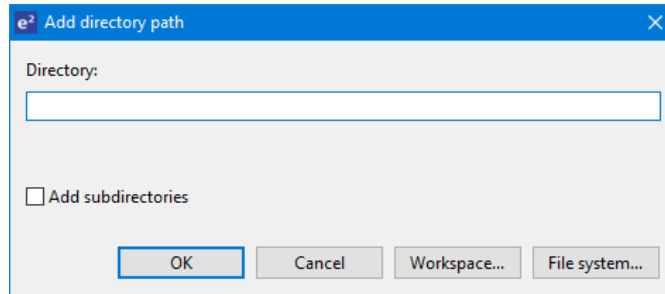 e² Add directory path
Directory:
Add subdirectories
OK Cancel Workspace... File system...